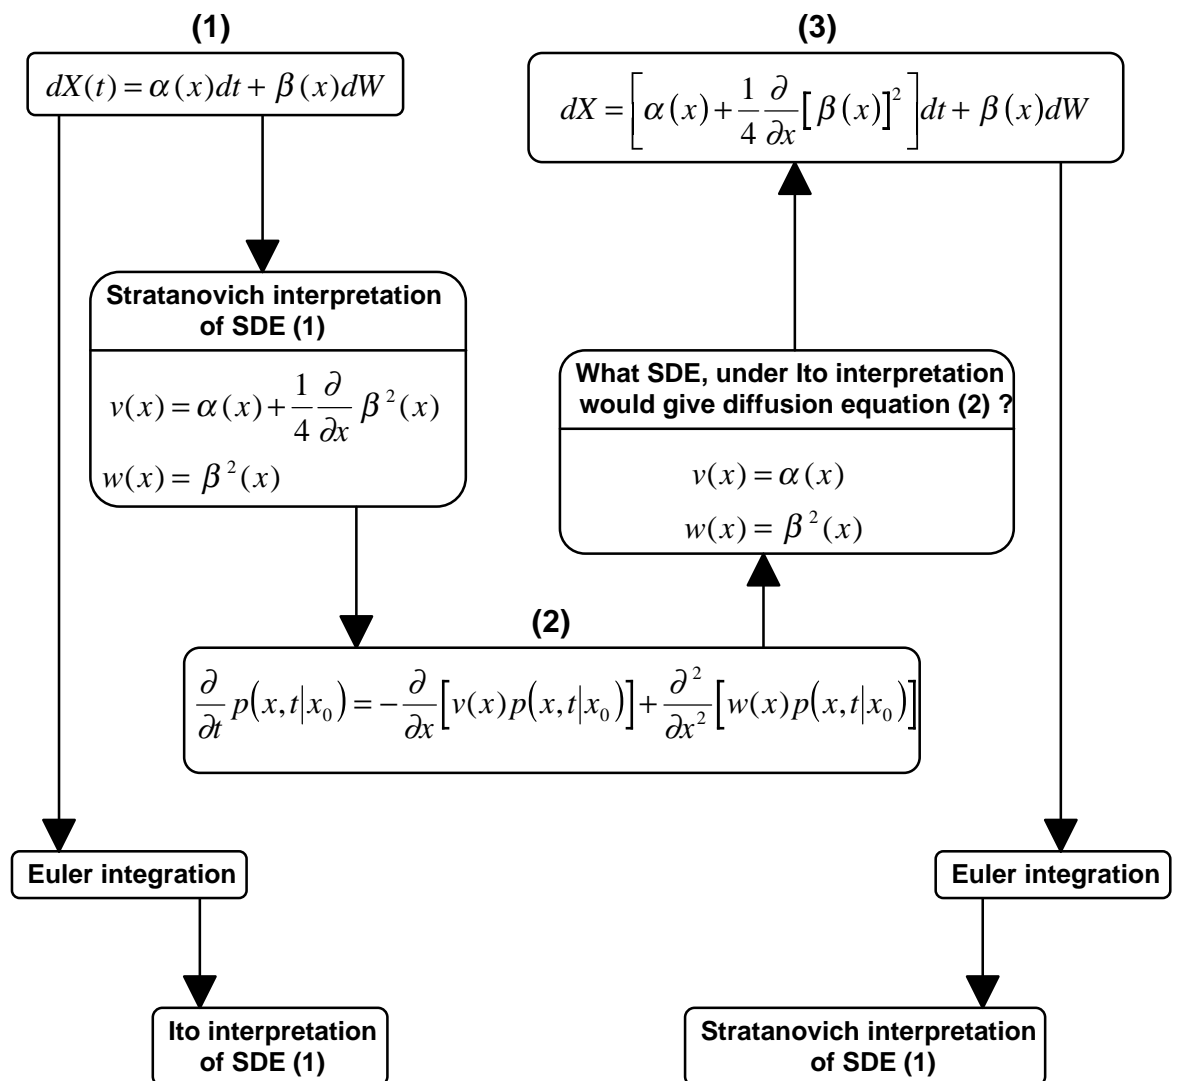 (1)
dX(t) = α(x)dt + β(x)dW
Stratanovich interpretation
of SDE (1)
v(x) = α(x) + 1/4 ∂/∂x β²(x)
w(x) = β²(x)
(2)
∂/∂t p(x,t|x₀) = −∂/∂x [v(x)p(x,t|x₀)] + ∂²/∂x² [w(x)p(x,t|x₀)]
(3)
dX = [α(x) + 1/4 ∂/∂x [β(x)]²]dt + β(x)dW
What SDE, under Ito interpretation
would give diffusion equation (2) ?
v(x) = α(x)
w(x) = β²(x)
Euler integration
Ito interpretation
of SDE (1)
Euler integration
Stratanovich interpretation
of SDE (1)